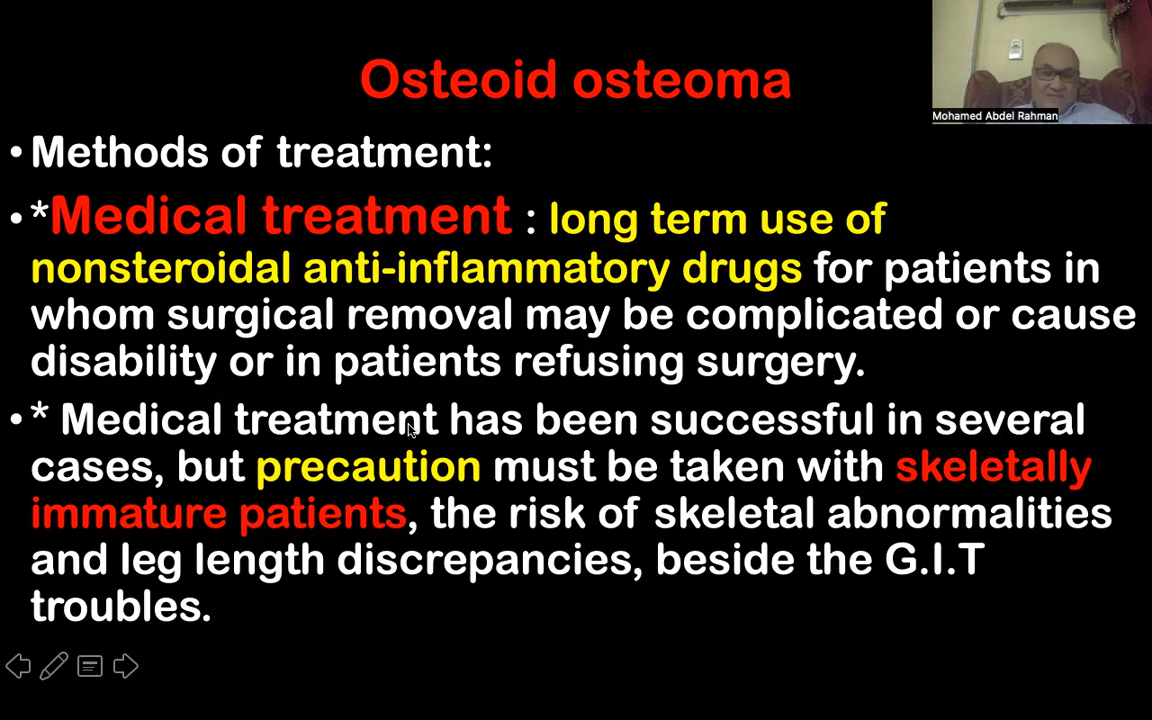 Osteoid osteoma
Mohamed Abdel Rahman
• Methods of treatment:
• *Medical treatment : long term use of
nonsteroidal anti-inflammatory drugs for patients in
whom surgical removal may be complicated or cause
disability or in patients refusing surgery.
• * Medical treatment has been successful in several
cases, but precaution must be taken with skeletally
immature patients, the risk of skeletal abnormalities
and leg length discrepancies, beside the G.I.T
troubles.